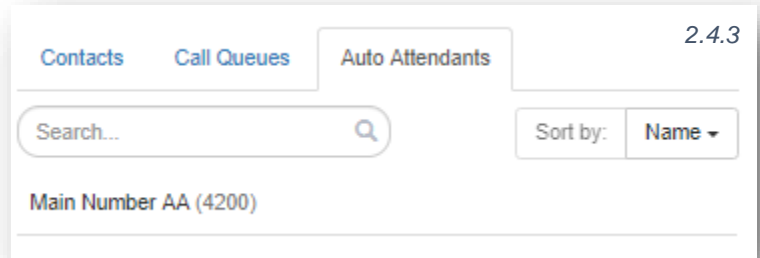 2.4.3
Contacts Call Queues Auto Attendants
Search... Sort by: Name
Main Number AA (4200)